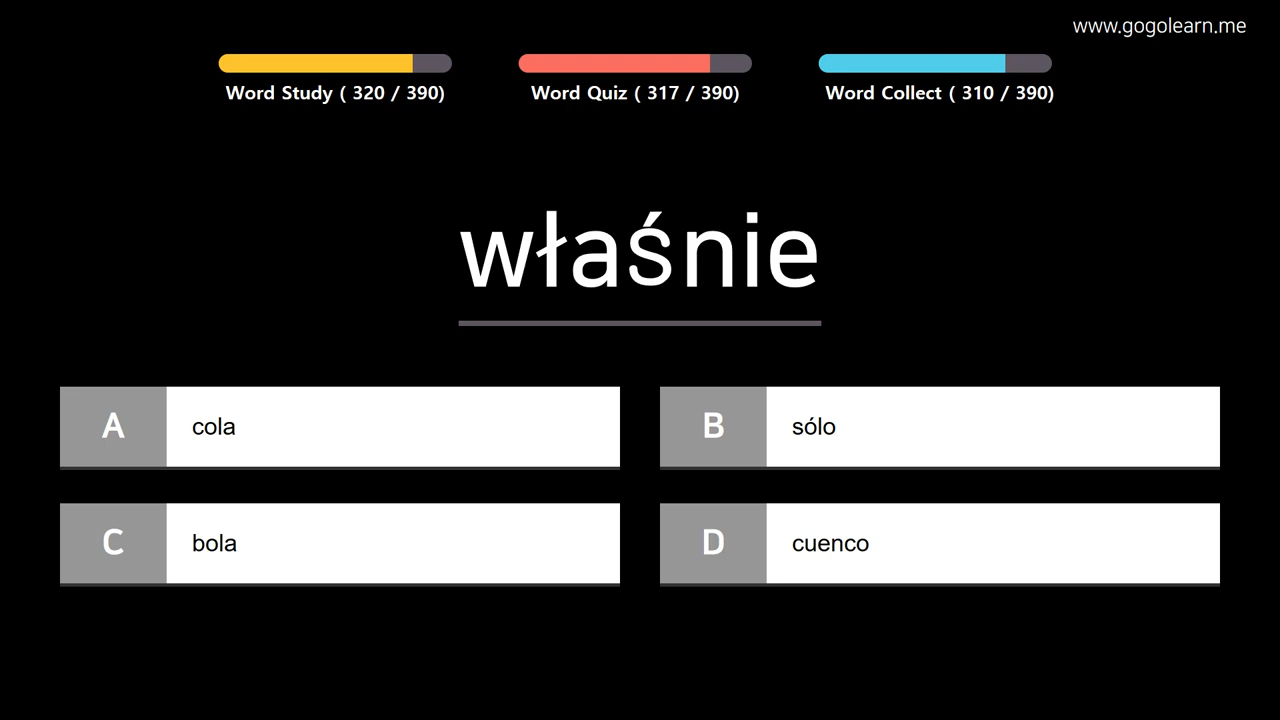 www.gogolearn.me
Word Study ( 320 / 390)
Word Quiz ( 317 / 390)
Word Collect ( 310 / 390)
właśnie
A cola
B sólo
C bola
D cuenco